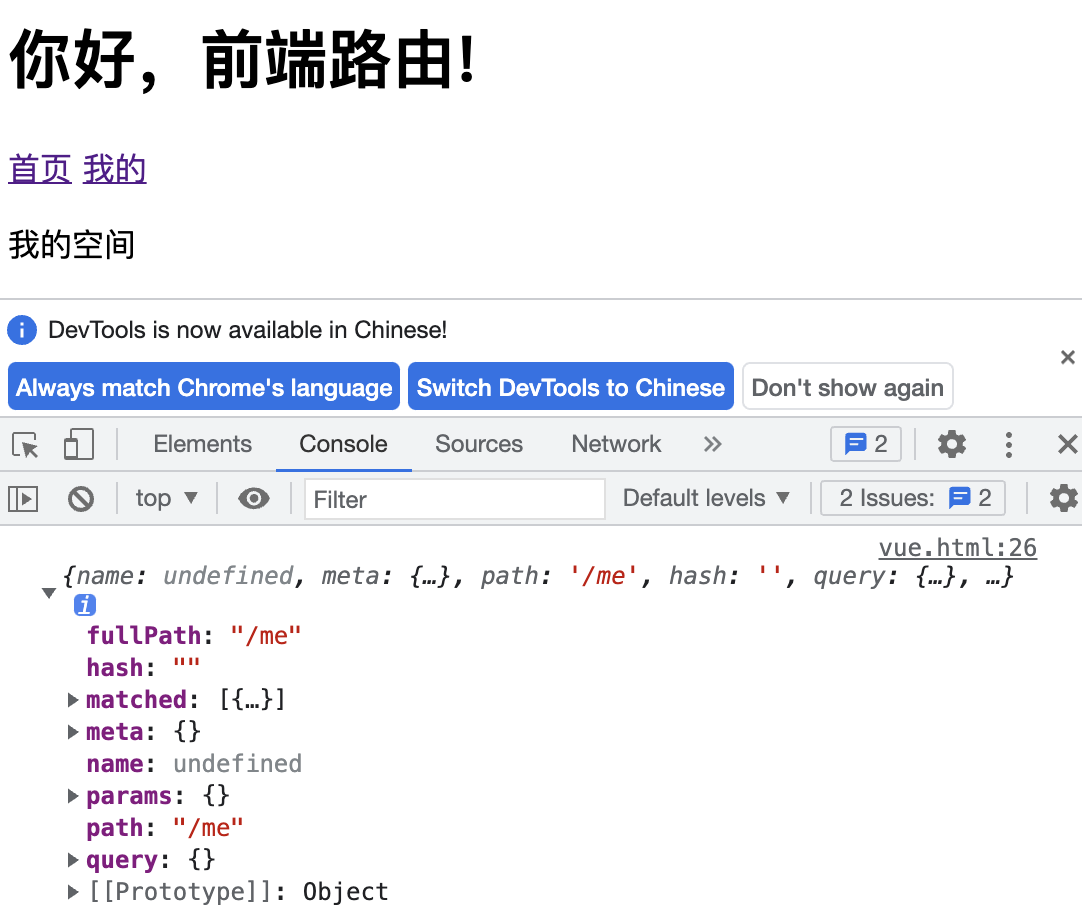 你好，前端路由!
首页 我的
我的空间
DevTools is now available in Chinese!
Always match Chrome's language Switch DevTools to Chinese Don't show again
Elements Console Sources Network 2
top Filter Default levels 2 Issues: 2
vue.html:26
{name: undefined, meta: {…}, path: '/me', hash: '', query: {…}, …}
fullPath: "/me"
hash: ""
matched: [{…}]
meta: {}
name: undefined
params: {}
path: "/me"
query: {}
[[Prototype]]: Object